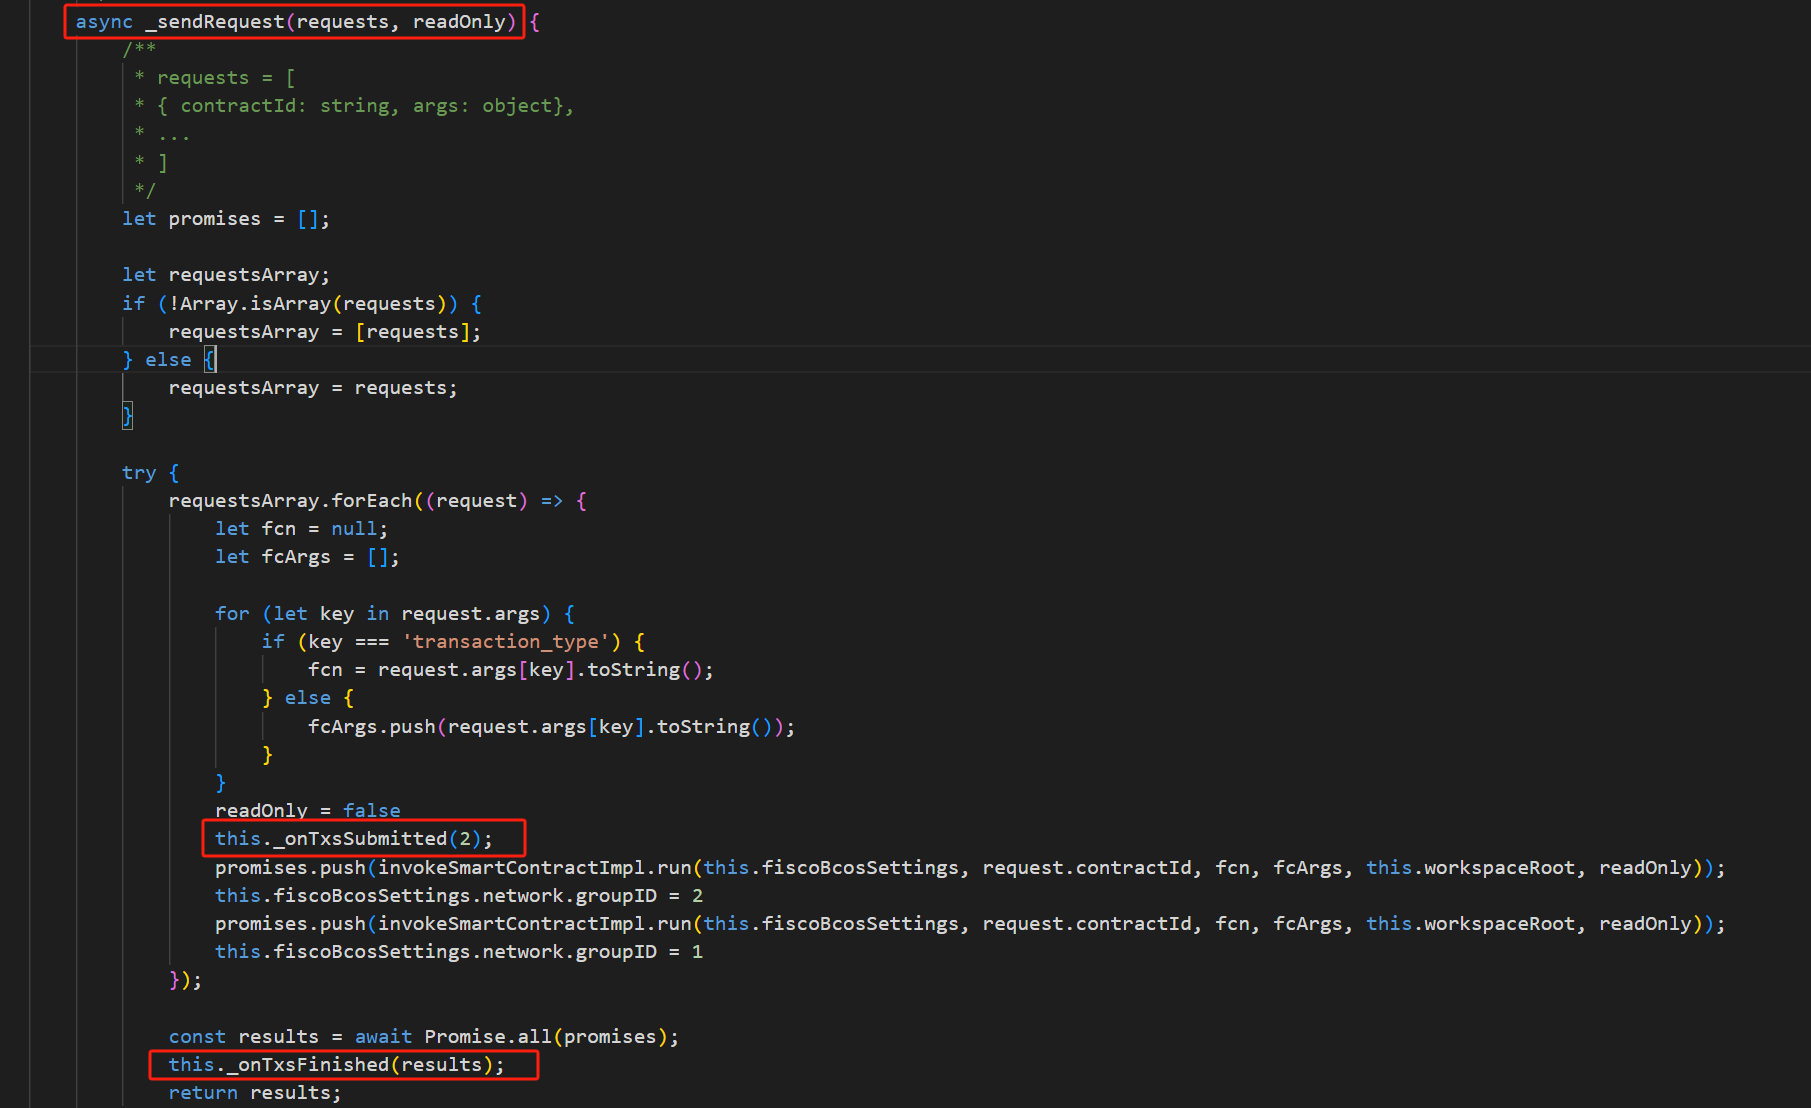 async _sendRequest(requests, readOnly) {
/**
* requests = [
* { contractId: string, args: object},
* ...
* ]
*/
let promises = [];
let requestsArray;
if (!Array.isArray(requests)) {
requestsArray = [requests];
} else {
requestsArray = requests;
}
try {
requestsArray.forEach((request) => {
let fcn = null;
let fcArgs = [];
for (let key in request.args) {
if (key === 'transaction_type') {
fcn = request.args[key].toString();
} else {
fcArgs.push(request.args[key].toString());
}
}
readOnly = false
this._onTxsSubmitted(2);
promises.push(invokeSmartContractImpl.run(this.fiscoBcosSettings, request.contractId, fcn, fcArgs, this.workspaceRoot, readOnly));
this.fiscoBcosSettings.network.groupID = 2
promises.push(invokeSmartContractImpl.run(this.fiscoBcosSettings, request.contractId, fcn, fcArgs, this.workspaceRoot, readOnly));
this.fiscoBcosSettings.network.groupID = 1
});
const results = await Promise.all(promises);
this._onTxsFinished(results);
return results;